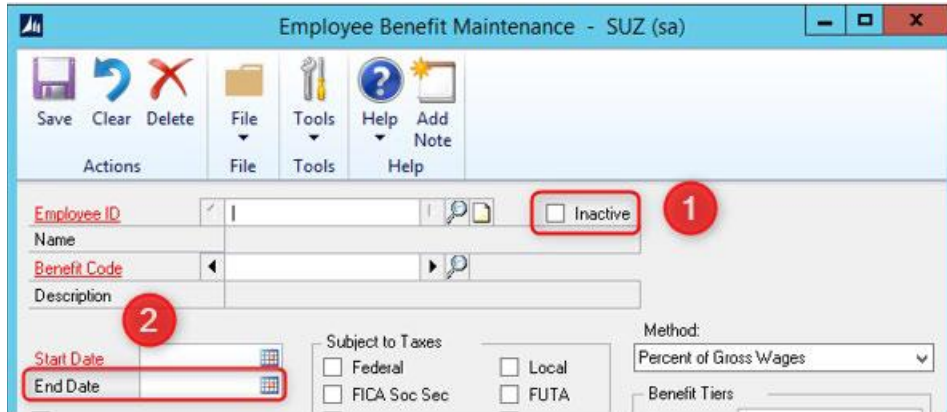 Employee Benefit Maintenance - SUZ (sa)
Save Clear Delete File Tools Help Add Note
Actions File Tools Help
Employee ID Inactive 1
Name
Benefit Code
Description
2
Start Date Subject to Taxes Method:
Federal Local Percent of Gross Wages
End Date FICA Soc Sec FUTA Benefit Tiers